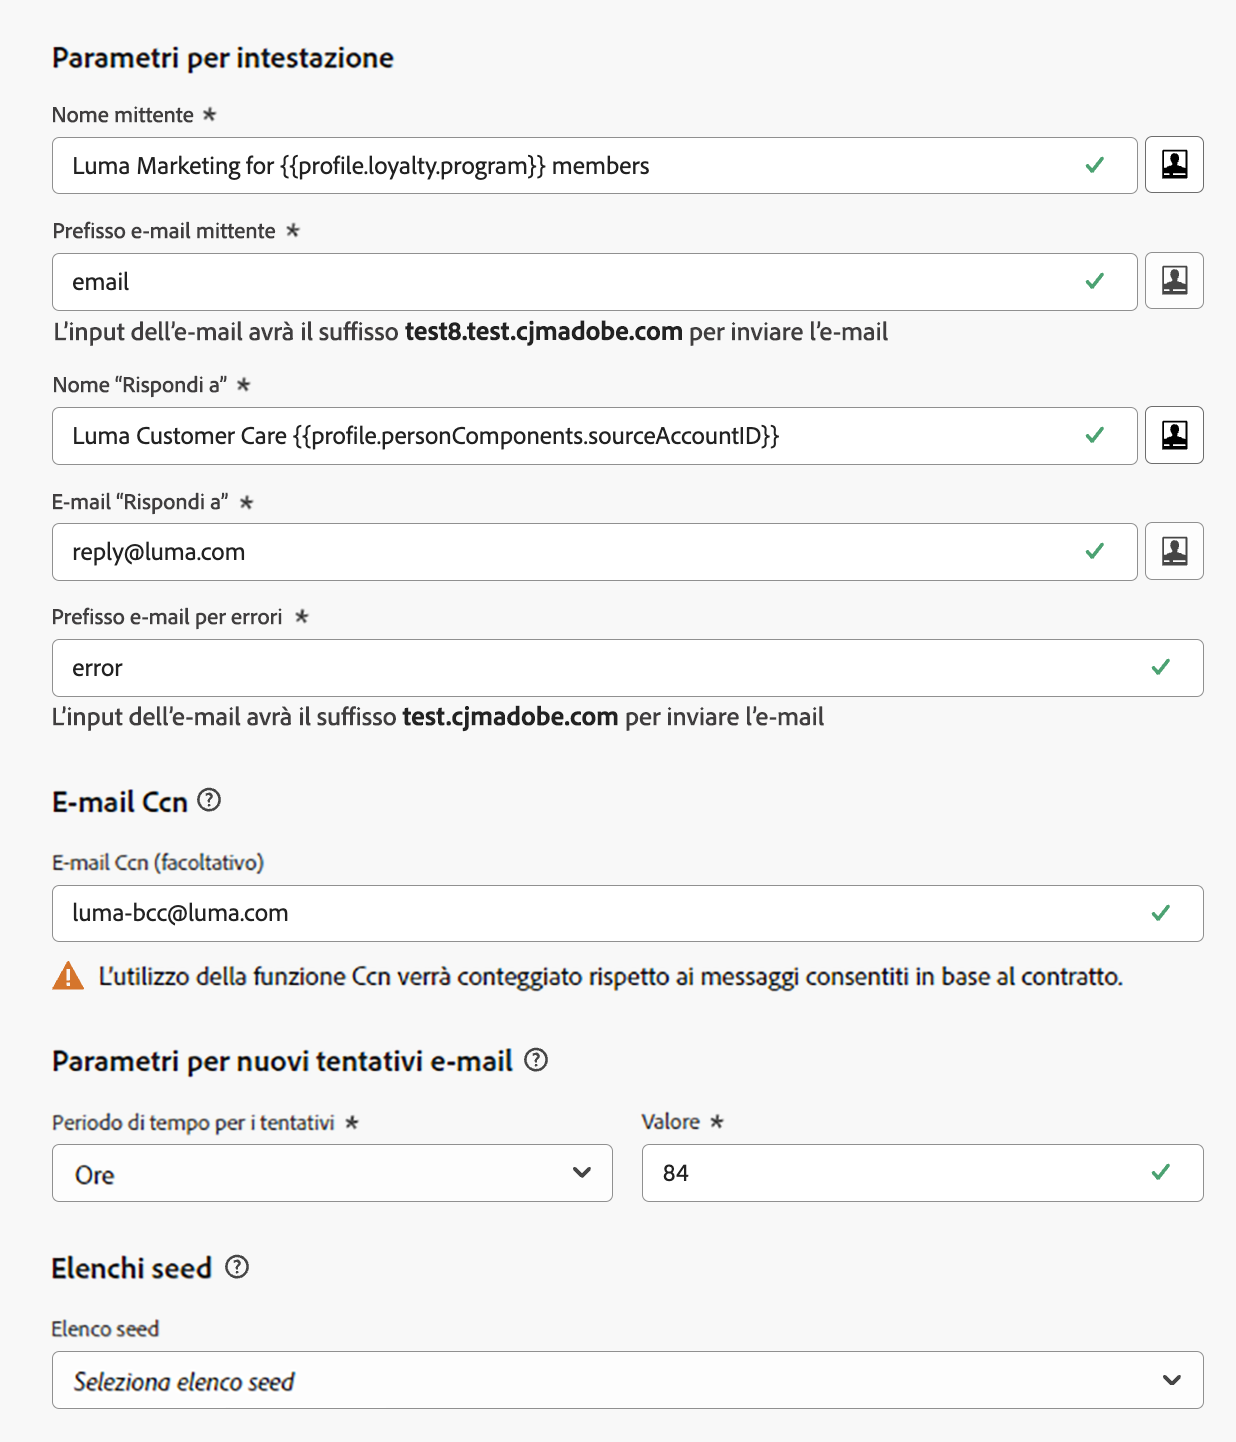 Parametri per intestazione
Nome mittente *
Luma Marketing for {{profile.loyalty.program}} members
Prefisso e-mail mittente *
email
L’input dell’e-mail avrà il suffisso test8.test.cjmadobe.com per inviare l’e-mail
Nome “Rispondi a” *
Luma Customer Care {{profile.personComponents.sourceAccountID}}
E-mail “Rispondi a” *
reply@luma.com
Prefisso e-mail per errori *
error
L’input dell’e-mail avrà il suffisso test.cjmadobe.com per inviare l’e-mail
E-mail Ccn ?
E-mail Ccn (facoltativo)
luma-bcc@luma.com
L’utilizzo della funzione Ccn verrà conteggiato rispetto ai messaggi consentiti in base al contratto.
Parametri per nuovi tentativi e-mail ?
Periodo di tempo per i tentativi * Valore *
Ore 84
Elenchi seed ?
Elenco seed
Seleziona elenco seed